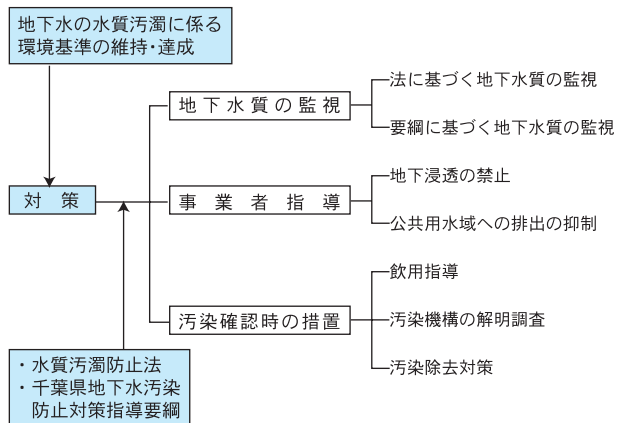 地下水の水質汚濁に係る
環境基準の維持・達成
対策
地下水質の監視
法に基づく地下水質の監視
要綱に基づく地下水質の監視
事業者指導
地下浸透の禁止
公共用水域への排出の抑制
汚染確認時の措置
飲用指導
汚染機構の解明調査
汚染除去対策
・水質汚濁防止法
・千葉県地下水汚染
防止対策指導要綱